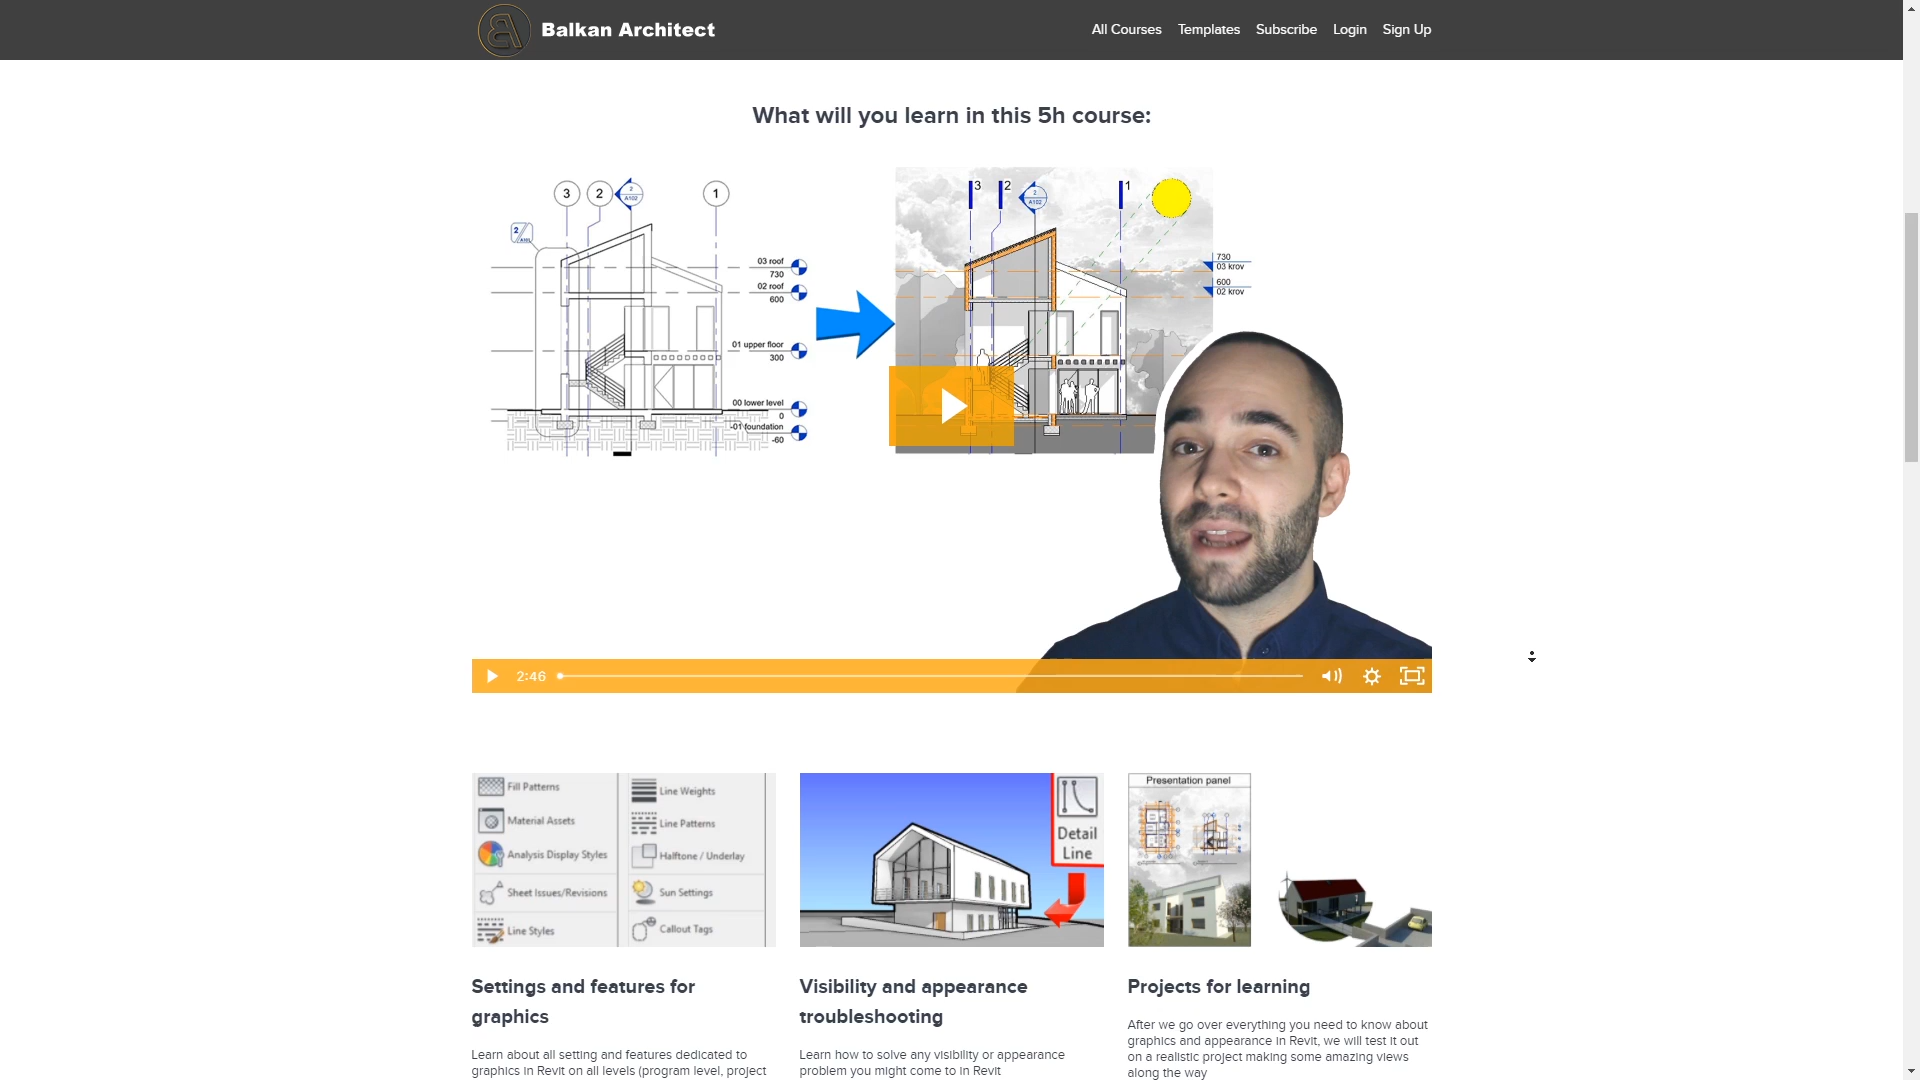 Balkan Architect
All Courses Templates Subscribe Login Sign Up
What will you learn in this 5h course:
3 2 2 A102 1
2
03 roof
730
02 roof
600
01 upper floor
300
00 lower level
0
-01 foundation
-60
3 2 2 A102 1
730
03 krov
600
02 krov
2:46
Fill Patterns
Material Assets
Analysis Display Styles
Sheet Issues/Revisions
Line Styles
Line Weights
Line Patterns
Halftone / Underlay
Sun Settings
Callout Tags
Detail
Line
Presentation panel
Settings and features for
graphics
Learn about all setting and features dedicated to
graphics in Revit on all levels (program level, project
Visibility and appearance
troubleshooting
Learn how to solve any visibility or appearance
problem you might come to in Revit
Projects for learning
After we go over everything you need to know about
graphics and appearance in Revit, we will test it out
on a realistic project making some amazing views
along the way